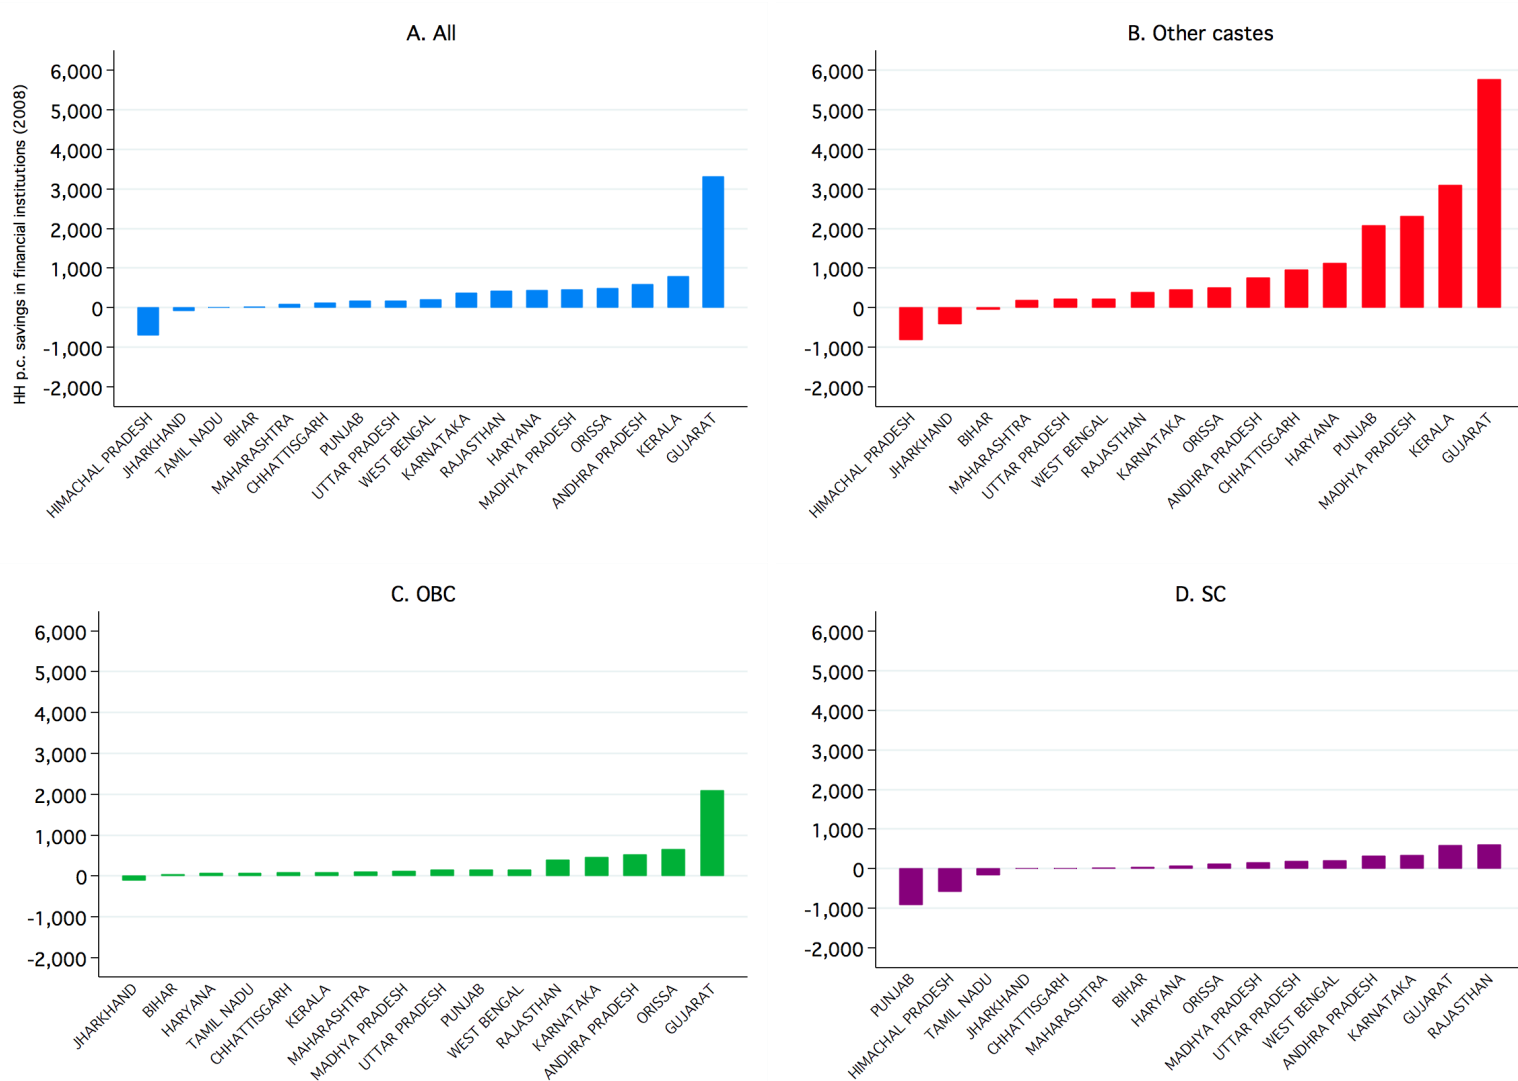 A. All
HH p.c. savings in financial institutions (2008)
6,000
5,000
4,000
3,000
2,000
1,000
0
-1,000
-2,000
HIMACHAL PRADESH
JHARKHAND
TAMIL NADU
BIHAR
MAHARASHTRA
CHHATTISGARH
PUNJAB
UTTAR PRADESH
WEST BENGAL
KARNATAKA
RAJASTHAN
HARYANA
MADHYA PRADESH
ORISSA
ANDHRA PRADESH
KERALA
GUJARAT
B. Other castes
6,000
5,000
4,000
3,000
2,000
1,000
0
-1,000
-2,000
HIMACHAL PRADESH
JHARKHAND
BIHAR
MAHARASHTRA
UTTAR PRADESH
WEST BENGAL
RAJASTHAN
KARNATAKA
ORISSA
ANDHRA PRADESH
CHHATTISGARH
HARYANA
PUNJAB
MADHYA PRADESH
KERALA
GUJARAT
C. OBC
6,000
5,000
4,000
3,000
2,000
1,000
0
-1,000
-2,000
JHARKHAND
BIHAR
HARYANA
TAMIL NADU
CHHATTISGARH
KERALA
MAHARASHTRA
MADHYA PRADESH
UTTAR PRADESH
PUNJAB
WEST BENGAL
RAJASTHAN
KARNATAKA
ANDHRA PRADESH
ORISSA
GUJARAT
D. SC
6,000
5,000
4,000
3,000
2,000
1,000
0
-1,000
-2,000
PUNJAB
HIMACHAL PRADESH
TAMIL NADU
JHARKHAND
CHHATTISGARH
MAHARASHTRA
BIHAR
HARYANA
ORISSA
MADHYA PRADESH
UTTAR PRADESH
WEST BENGAL
ANDHRA PRADESH
KARNATAKA
GUJARAT
RAJASTHAN